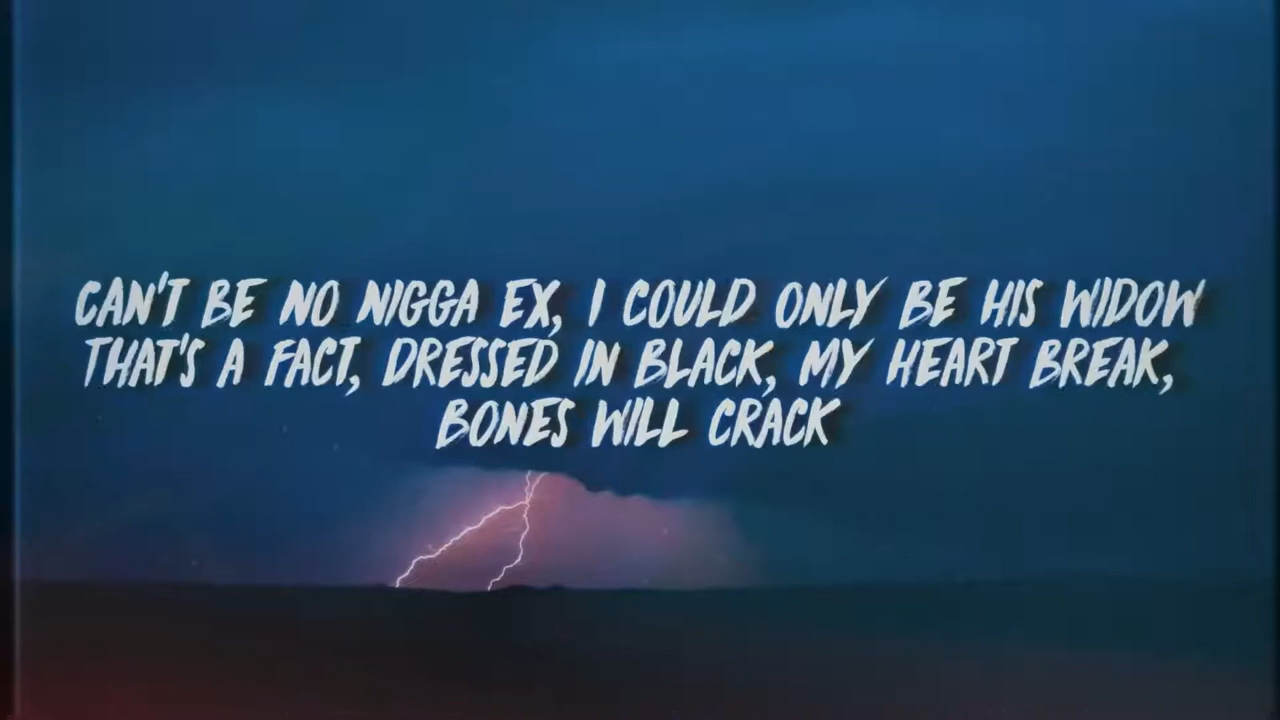 CAN'T BE NO NIGGA EX, I COULD ONLY BE HIS WIDOW
THAT'S A FACT, DRESSED IN BLACK, MY HEART BREAK,
BONES WILL CRACK